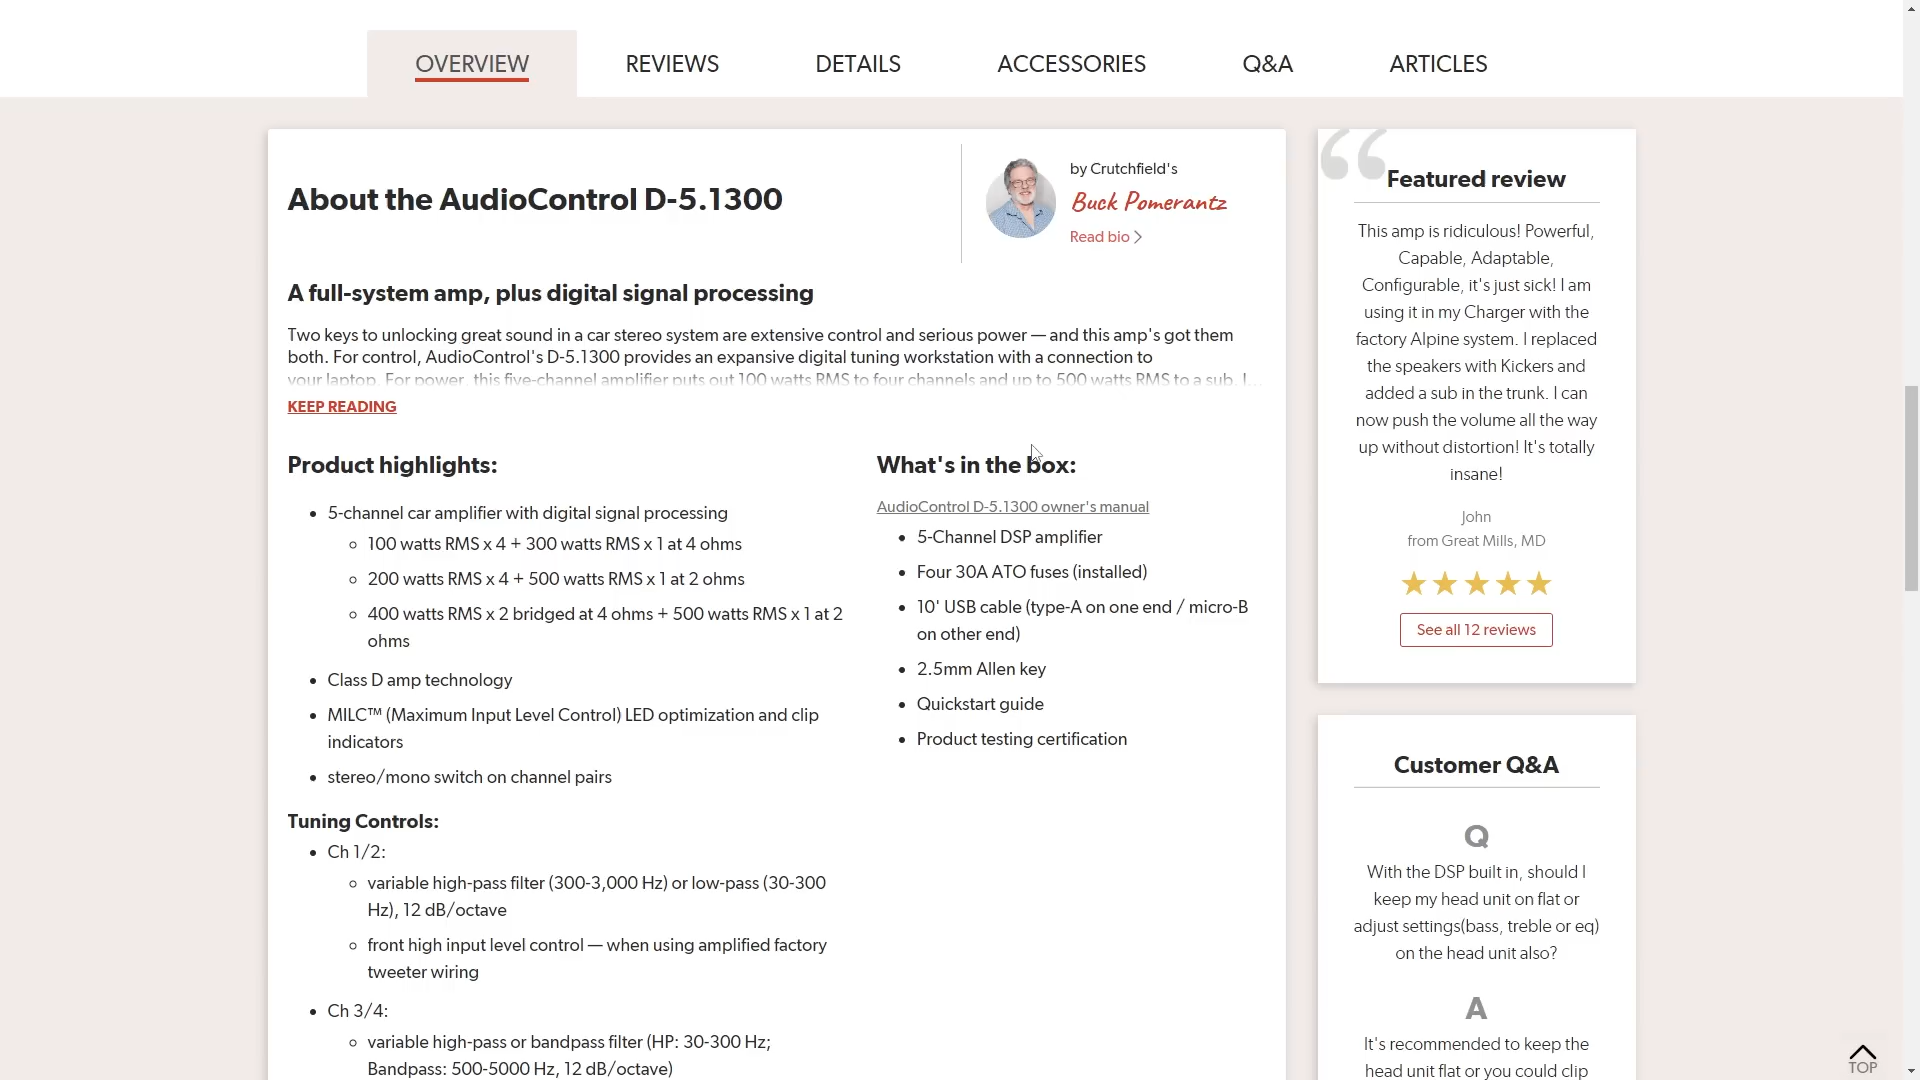 OVERVIEW
REVIEWS
DETAILS
ACCESSORIES
Q&A
ARTICLES
About the AudioControl D-5.1300
by Crutchfield's
Buck Pomerantz
Read bio
A full-system amp, plus digital signal processing
Two keys to unlocking great sound in a car stereo system are extensive control and serious power — and this amp's got them
both. For control, AudioControl's D-5.1300 provides an expansive digital tuning workstation with a connection to
your laptop. For power, this five-channel amplifier puts out 100 watts RMS to four channels and up to 500 watts RMS to a sub. I...
KEEP READING
Product highlights:
5-channel car amplifier with digital signal processing
100 watts RMS x 4 + 300 watts RMS x 1 at 4 ohms
200 watts RMS x 4 + 500 watts RMS x 1 at 2 ohms
400 watts RMS x 2 bridged at 4 ohms + 500 watts RMS x 1 at 2
ohms
Class D amp technology
MILC™ (Maximum Input Level Control) LED optimization and clip
indicators
stereo/mono switch on channel pairs
Tuning Controls:
Ch 1/2:
variable high-pass filter (300-3,000 Hz) or low-pass (30-300
Hz), 12 dB/octave
front high input level control — when using amplified factory
tweeter wiring
Ch 3/4:
variable high-pass or bandpass filter (HP: 30-300 Hz;
Bandpass: 500-5000 Hz, 12 dB/octave)
What's in the box:
AudioControl D-5.1300 owner's manual
5-Channel DSP amplifier
Four 30A ATO fuses (installed)
10' USB cable (type-A on one end / micro-B
on other end)
2.5mm Allen key
Quickstart guide
Product testing certification
Featured review
This amp is ridiculous! Powerful,
Capable, Adaptable,
Configurable, it's just sick! I am
using it in my Charger with the
factory Alpine system. I replaced
the speakers with Kickers and
added a sub in the trunk. I can
now push the volume all the way
up without distortion! It's totally
insane!
John
from Great Mills, MD
See all 12 reviews
Customer Q&A
Q
With the DSP built in, should I
keep my head unit on flat or
adjust settings(bass, treble or eq)
on the head unit also?
A
It's recommended to keep the
head unit flat or you could clip
TOP